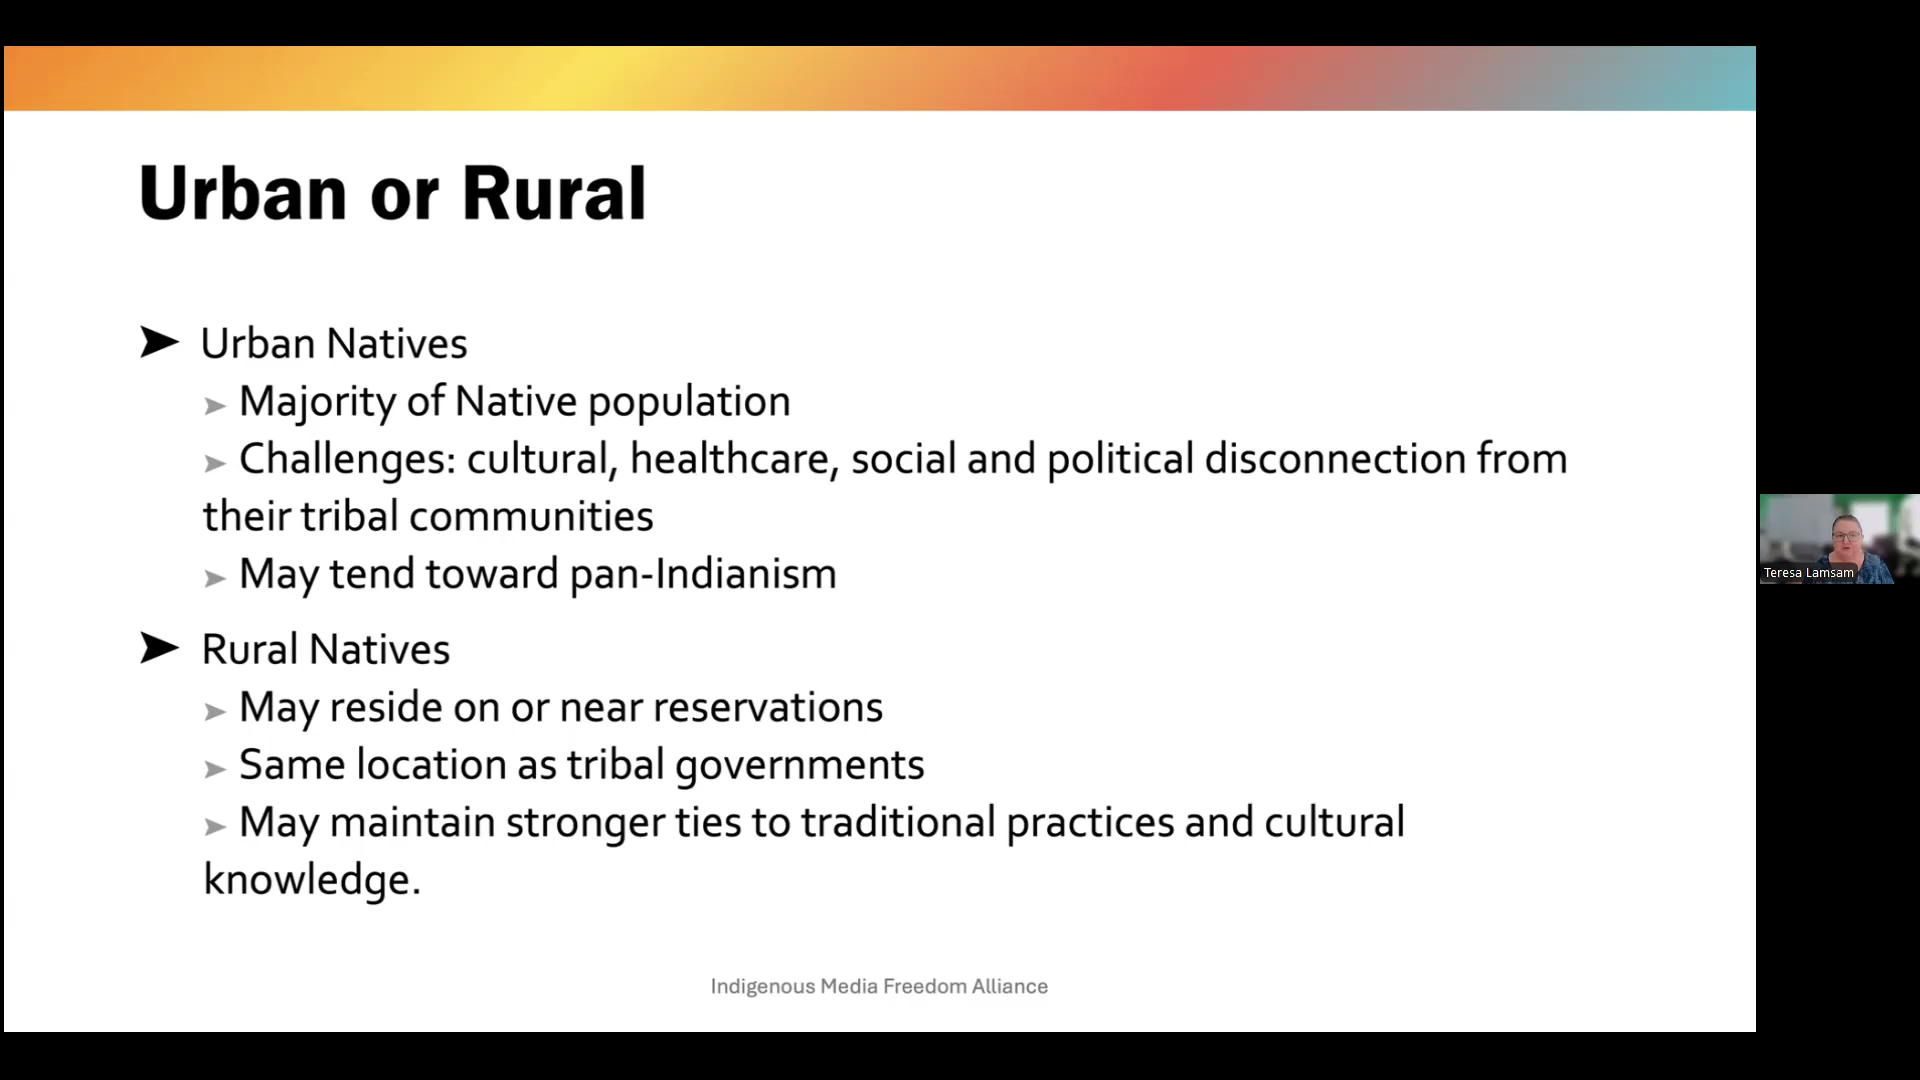 Urban or Rural
➤ Urban Natives
➤ Majority of Native population
➤ Challenges: cultural, healthcare, social and political disconnection from
their tribal communities
➤ May tend toward pan-Indianism
➤ Rural Natives
➤ May reside on or near reservations
➤ Same location as tribal governments
➤ May maintain stronger ties to traditional practices and cultural
knowledge.
Indigenous Media Freedom Alliance
Teresa Lamsam